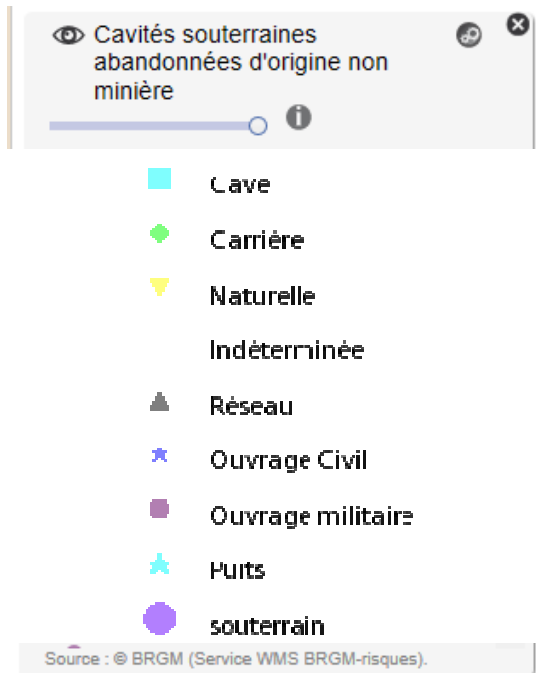 Cavités souterraines
abandonnées d'origine non
minière
Cave
Carrière
Naturelle
Indéterminée
Réseau
Ouvrage Civil
Ouvrage militaire
Puits
souterrain
Source : © BRGM (Service WMS BRGM-risques).